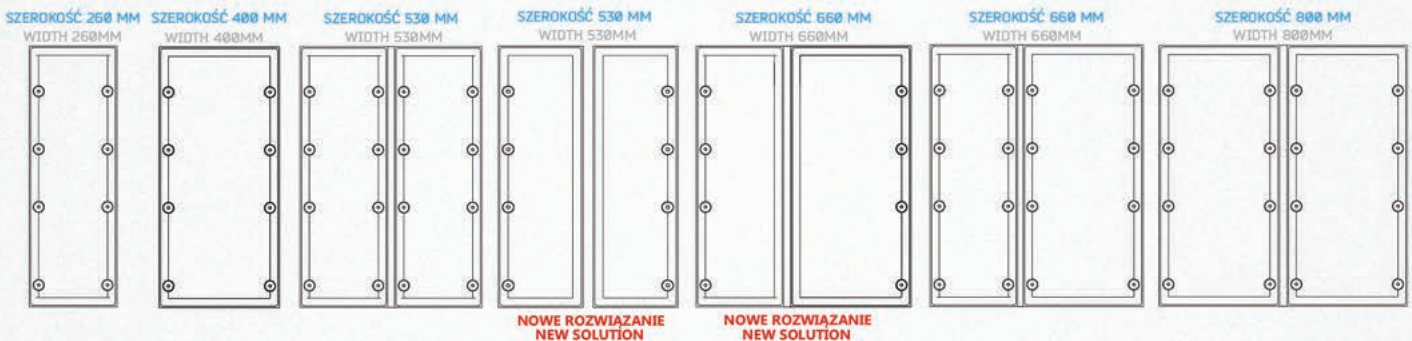 SZEROKOŚĆ 260 MM
WIDTH 260MM
SZEROKOŚĆ 400 MM
WIDTH 400MM
SZEROKOŚĆ 530 MM
WIDTH 530MM
SZEROKOŚĆ 530 MM
WIDTH 530MM
NOWE ROZWIĄZANIE
NEW SOLUTION
SZEROKOŚĆ 660 MM
WIDTH 660MM
NOWE ROZWIĄZANIE
NEW SOLUTION
SZEROKOŚĆ 660 MM
WIDTH 660MM
SZEROKOŚĆ 800 MM
WIDTH 800MM